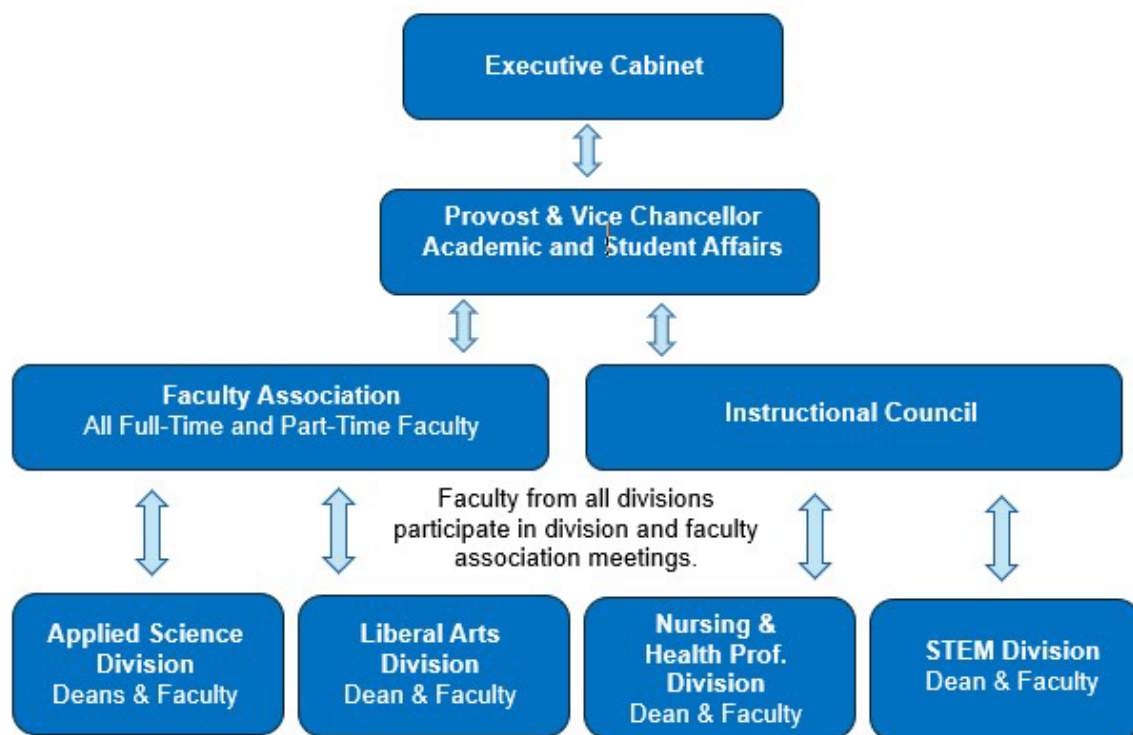 Executive Cabinet
Provost & Vice Chancellor
Academic and Student Affairs
Faculty Association
All Full-Time and Part-Time Faculty
Instructional Council
Faculty from all divisions
participate in division and faculty
association meetings.
Applied Science
Division
Deans & Faculty
Liberal Arts
Division
Dean & Faculty
Nursing &
Health Prof.
Division
Dean & Faculty
STEM Division
Dean & Faculty